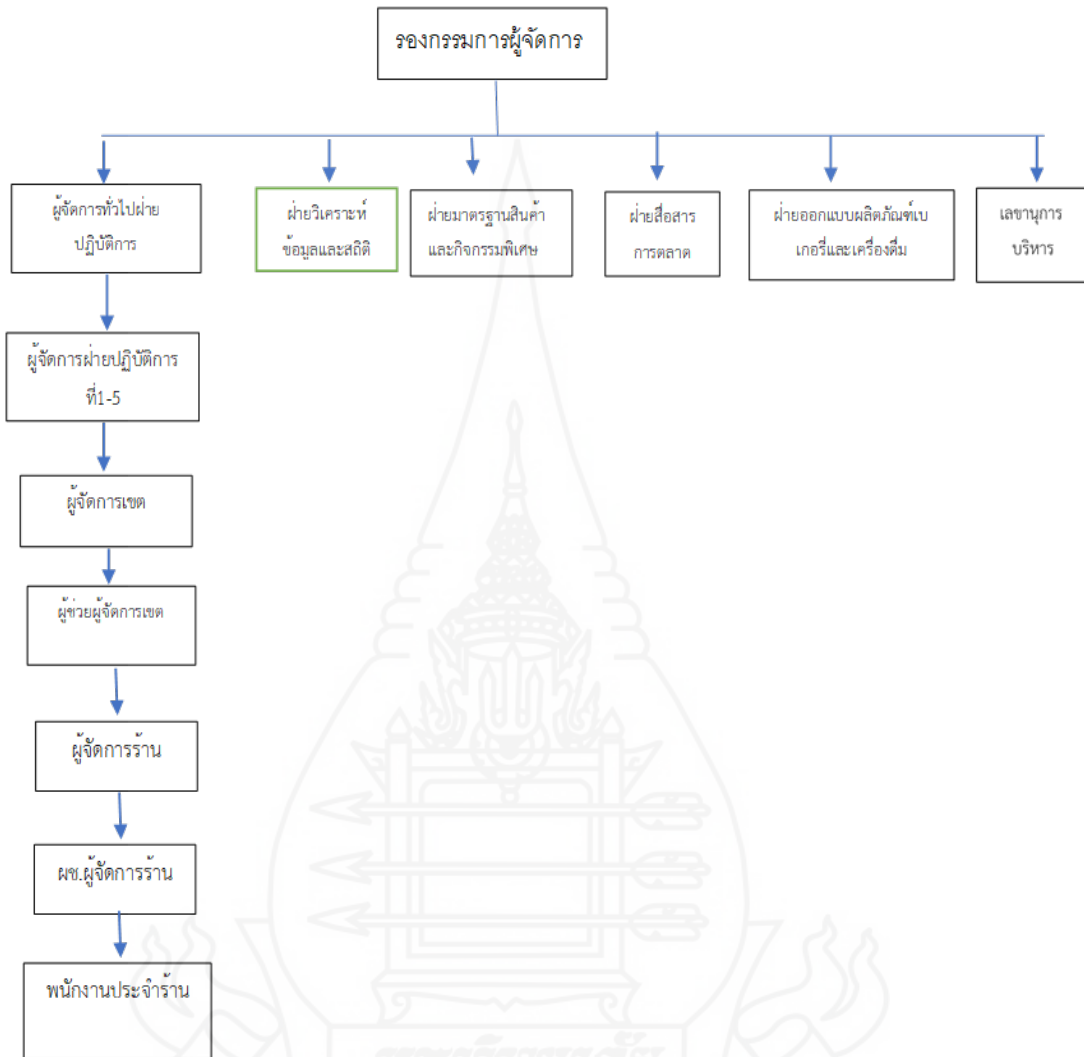 รองกรรมการผู้จัดการ
ผู้จัดการทั่วไปฝ่าย
ปฏิบัติการ
ฝ่ายวิเคราะห์
ข้อมูลและสถิติ
ฝ่ายมาตรฐานสินค้า
และกิจกรรมพิเศษ
ฝ่ายสื่อสาร
การตลาด
ฝ่ายออกแบบผลิตภัณฑ์เบ
เกอรี่และเครื่องดื่ม
เลขานุการ
บริหาร
ผู้จัดการฝ่ายปฏิบัติการ
ที่1-5
ผู้จัดการเขต
ผู้ช่วยผู้จัดการเขต
ผู้จัดการร้าน
ผช.ผู้จัดการร้าน
พนักงานประจำร้าน